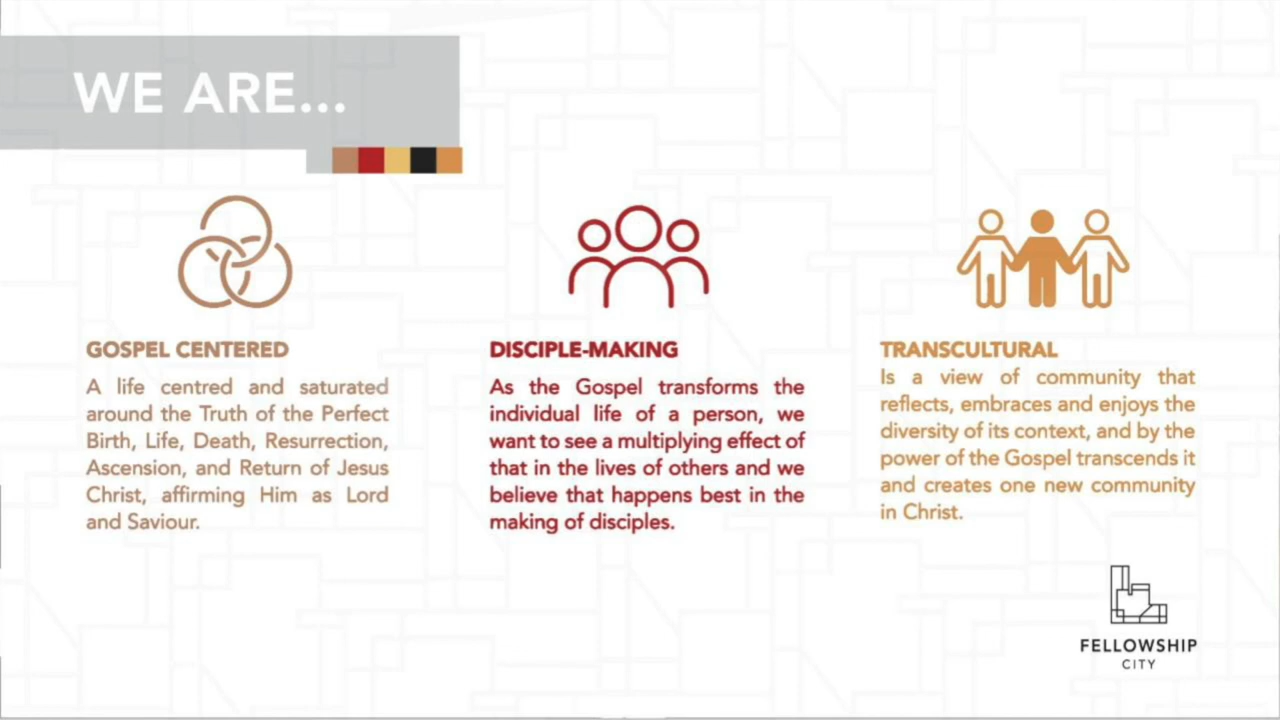 WE ARE...
GOSPEL CENTERED
A life centred and saturated
around the Truth of the Perfect
Birth, Life, Death, Resurrection,
Ascension, and Return of Jesus
Christ, affirming Him as Lord
and Saviour.
DISCIPLE-MAKING
As the Gospel transforms the
individual life of a person, we
want to see a multiplying effect of
that in the lives of others and we
believe that happens best in the
making of disciples.
TRANSCULTURAL
Is a view of community that
reflects, embraces and enjoys the
diversity of its context, and by the
power of the Gospel transcends it
and creates one new community
in Christ.
FELLOWSHIP
CITY